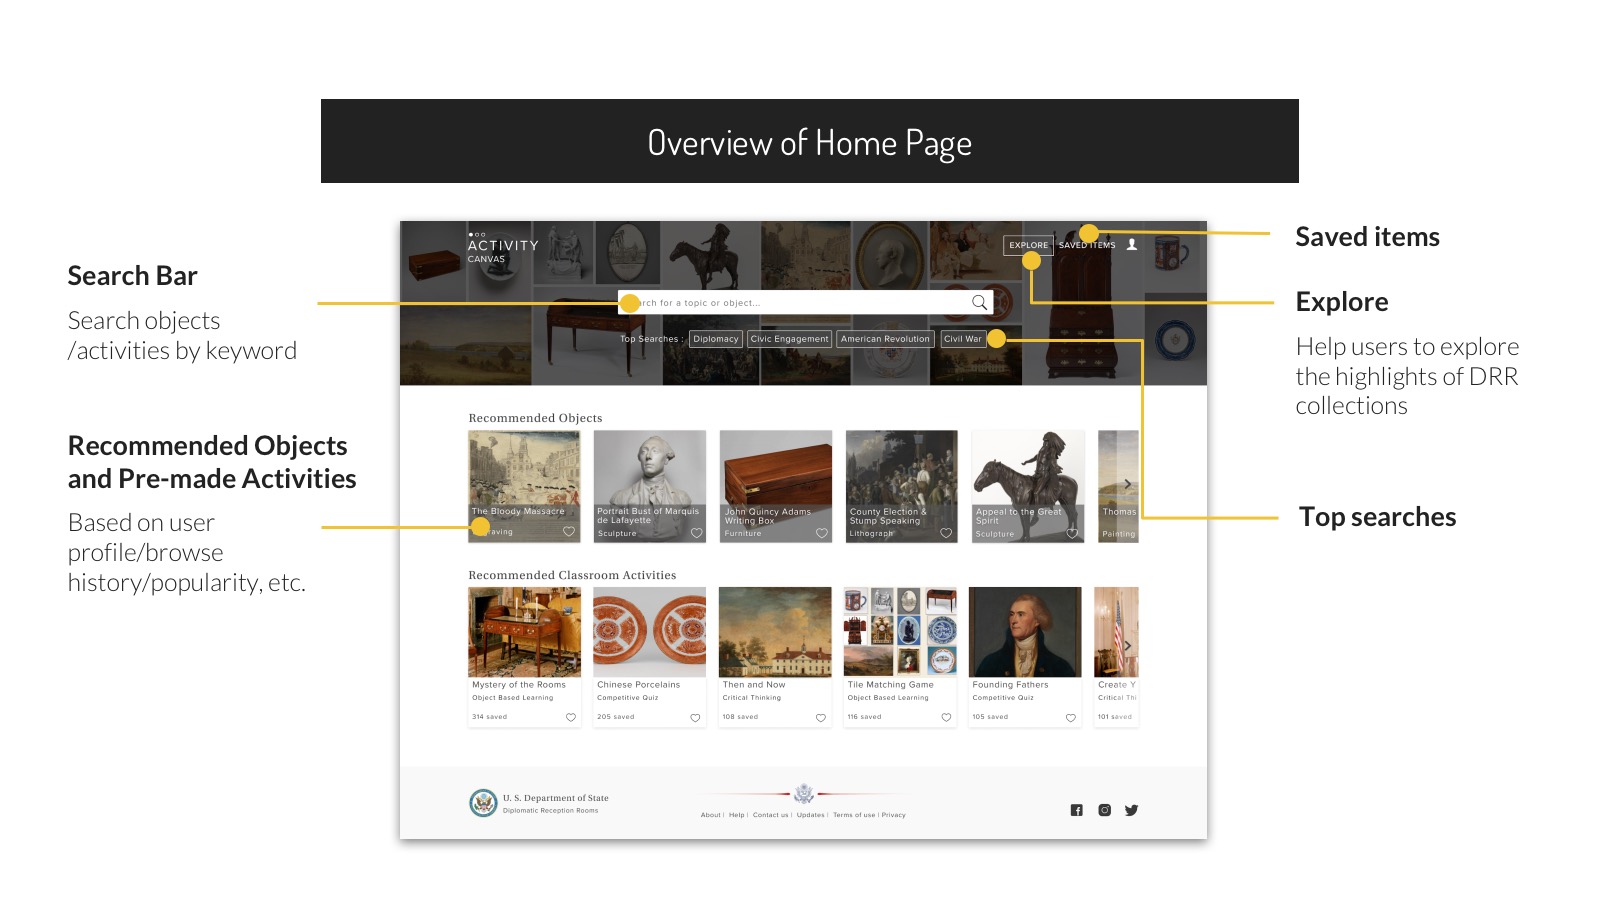 Overview of Home Page
Search Bar
Search objects
/activities by keyword
Recommended Objects
and Pre-made Activities
Based on user
profile/browse
history/popularity, etc.
ACTIVITY
CANVAS
EXPLORE
SAVED ITEMS
for a topic or object...
Top Searches :
Diplomacy
Civic Engagement
American Revolution
Civil War
Recommended Objects
The Bloody Massacre
Portrait Bust of Marquis
de Lafayette
Sculpture
John Quincy Adams
Writing Box
Furniture
County Election &
Stump Speaking
Lithograph
Appeal to the Great
Spirit
Sculpture
Thomas
Painting
Recommended Classroom Activities
Mystery of the Rooms
Object Based Learning
314 saved
Chinese Porcelains
Competitive Quiz
205 saved
Then and Now
Critical Thinking
108 saved
Tile Matching Game
Object Based Learning
116 saved
Founding Fathers
Competitive Quiz
105 saved
Create Y
Critical Thi
101 saved
U. S. Department of State
Diplomatic Reception Rooms
About | Help | Contact us | Updates | Terms of use | Privacy
Saved items
Explore
Help users to explore
the highlights of DRR
collections
Top searches